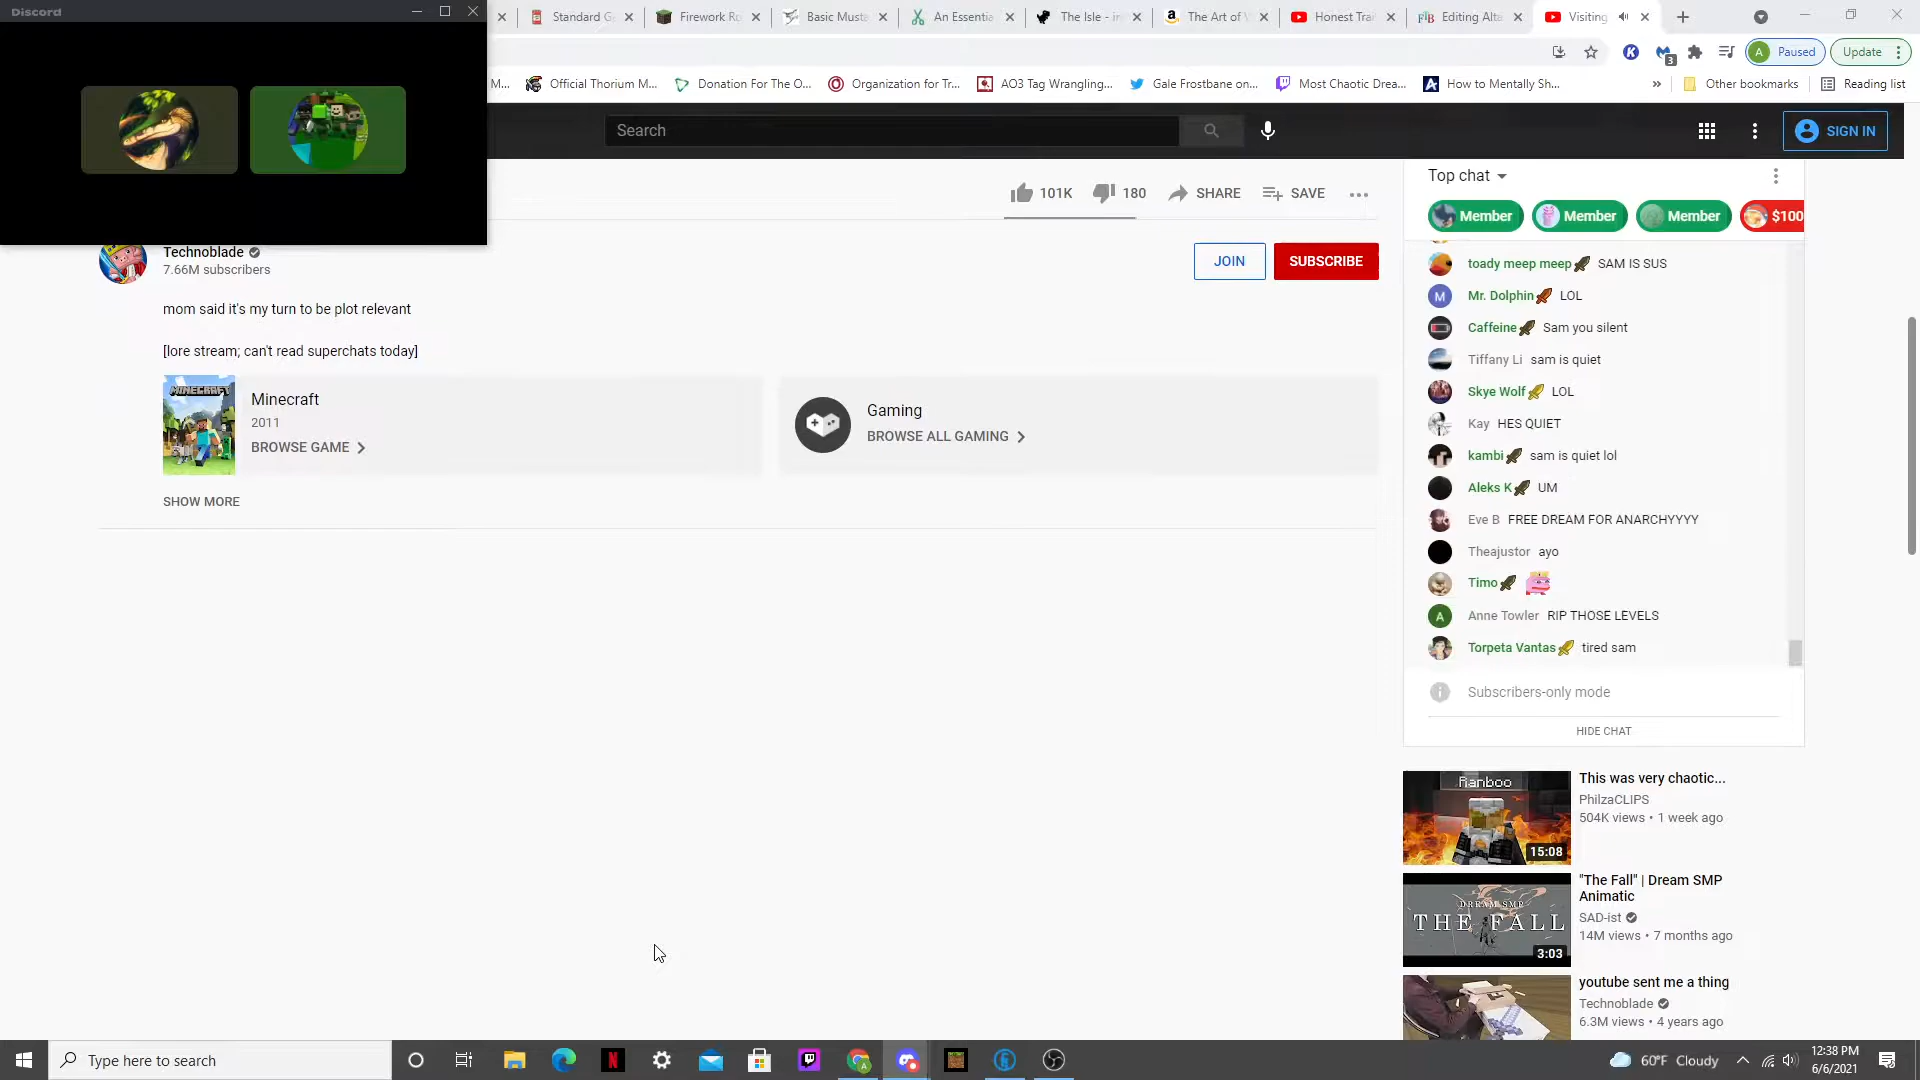 Discord
Standard G
Firework Ro
Basic Musta
An Essentia
The Isle - in
The Art of
Honest Trai
Editing Alta
Visiting
3
A Paused
Update
M...
Official Thorium M...
Donation For The O...
Organization for Tr...
AO3 Tag Wrangling...
Gale Frostbane on...
Most Chaotic Drea...
How to Mentally Sh...
»
Other bookmarks
Reading list
Search
SIGN IN
101K
180
SHARE
SAVE
Technoblade
7.66M subscribers
JOIN
SUBSCRIBE
mom said it's my turn to be plot relevant
[lore stream; can't read superchats today]
MINECRAFT
Minecraft
2011
BROWSE GAME
Gaming
BROWSE ALL GAMING
SHOW MORE
Top chat
Member
Member
Member
$100
toady meep meep SAM IS SUS
M Mr. Dolphin LOL
Caffeine Sam you silent
Tiffany Li sam is quiet
Skye Wolf LOL
Kay HES QUIET
kambi sam is quiet lol
Aleks K UM
Eve B FREE DREAM FOR ANARCHYYYY
Theajustor ayo
Timo
A Anne Towler RIP THOSE LEVELS
Torpeta Vantas tired sam
Subscribers-only mode
HIDE CHAT
Ranboo
15:08
This was very chaotic...
PhilzaCLIPS
504K views • 1 week ago
DREAM SMP
THE FALL
3:03
"The Fall" | Dream SMP
Animatic
SAD-ist
14M views • 7 months ago
youtube sent me a thing
Technoblade
6.3M views • 4 years ago
Type here to search
60°F Cloudy
12:38 PM
6/6/2021